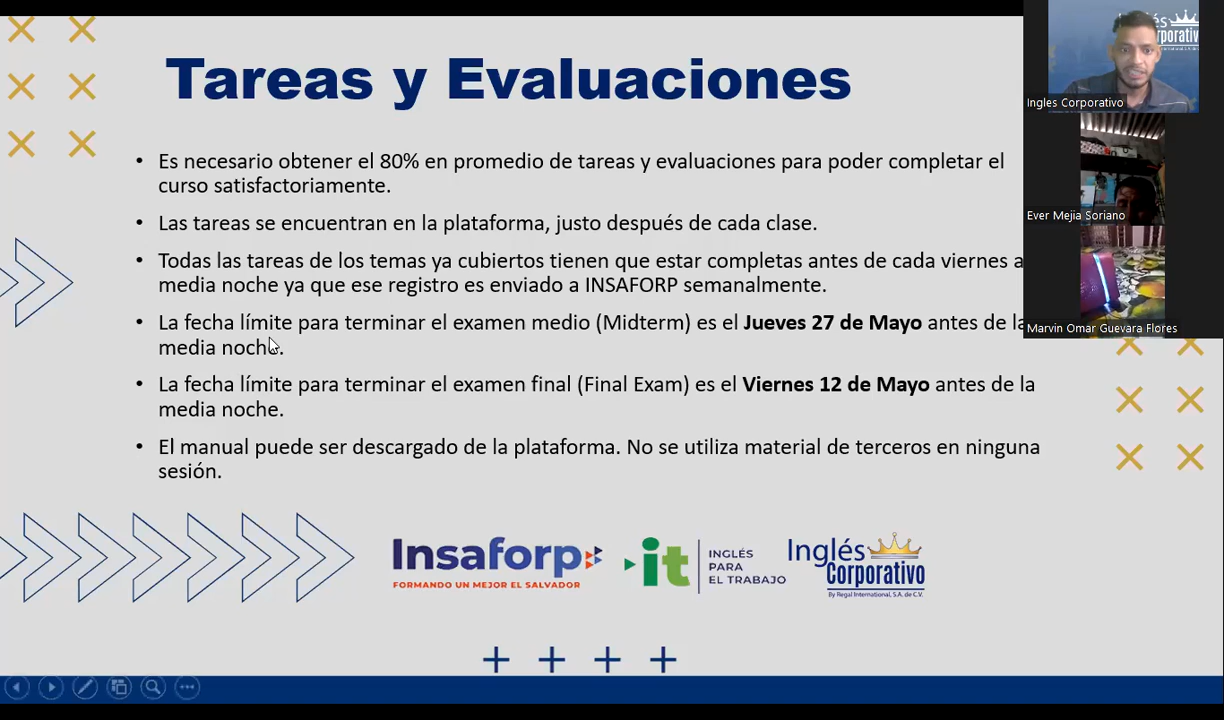 Tareas y Evaluaciones
• Es necesario obtener el 80% en promedio de tareas y evaluaciones para poder completar el
curso satisfactoriamente.
• Las tareas se encuentran en la plataforma, justo después de cada clase.
• Todas las tareas de los temas ya cubiertos tienen que estar completas antes de cada viernes a
media noche ya que ese registro es enviado a INSAFORP semanalmente.
• La fecha límite para terminar el examen medio (Midterm) es el Jueves 27 de Mayo antes de la
media noche.
• La fecha límite para terminar el examen final (Final Exam) es el Viernes 12 de Mayo antes de la
media noche.
• El manual puede ser descargado de la plataforma. No se utiliza material de terceros en ninguna
sesión.
Insaforp
FORMANDO UN MEJOR EL SALVADOR
it
INGLÉS
PARA
EL TRABAJO
Inglés
Corporativo
By Regal International, S.A. de C.V.
Ingles Corporativo
Ever Mejia Soriano
Marvin Omar Guevara Flores